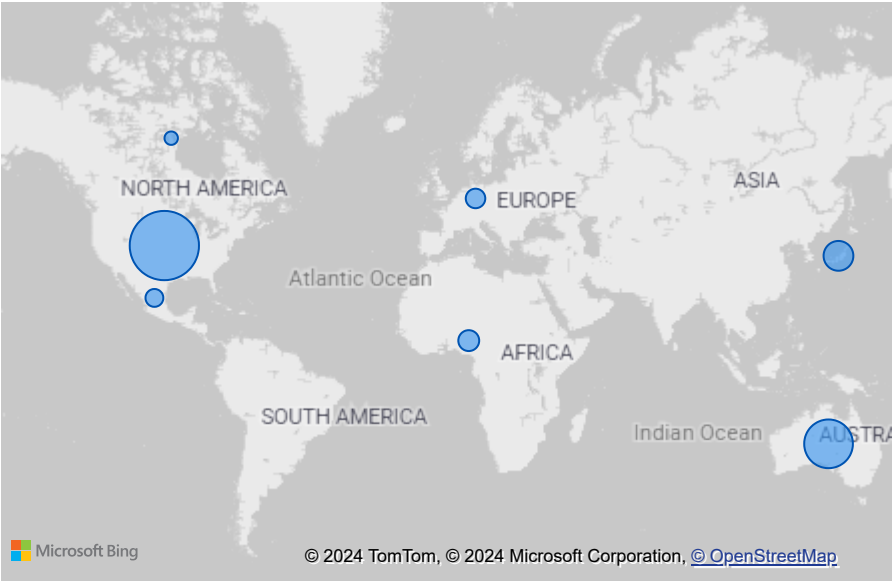 ASIA
NORTH AMERICA
EUROPE
Atlantic Ocean
AFRICA
SOUTH AMERICA
Indian Ocean
AUSTRA
Microsoft Bing
© 2024 TomTom, © 2024 Microsoft Corporation, © OpenStreetMap